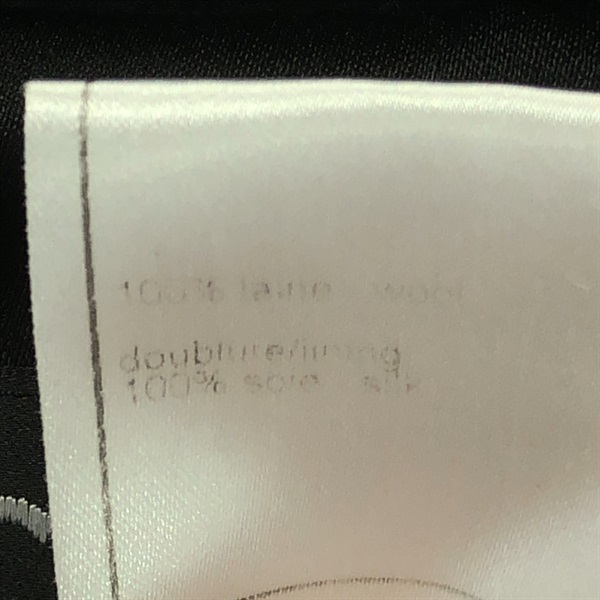 100% laine wool
doublure/lining
100% soie silk